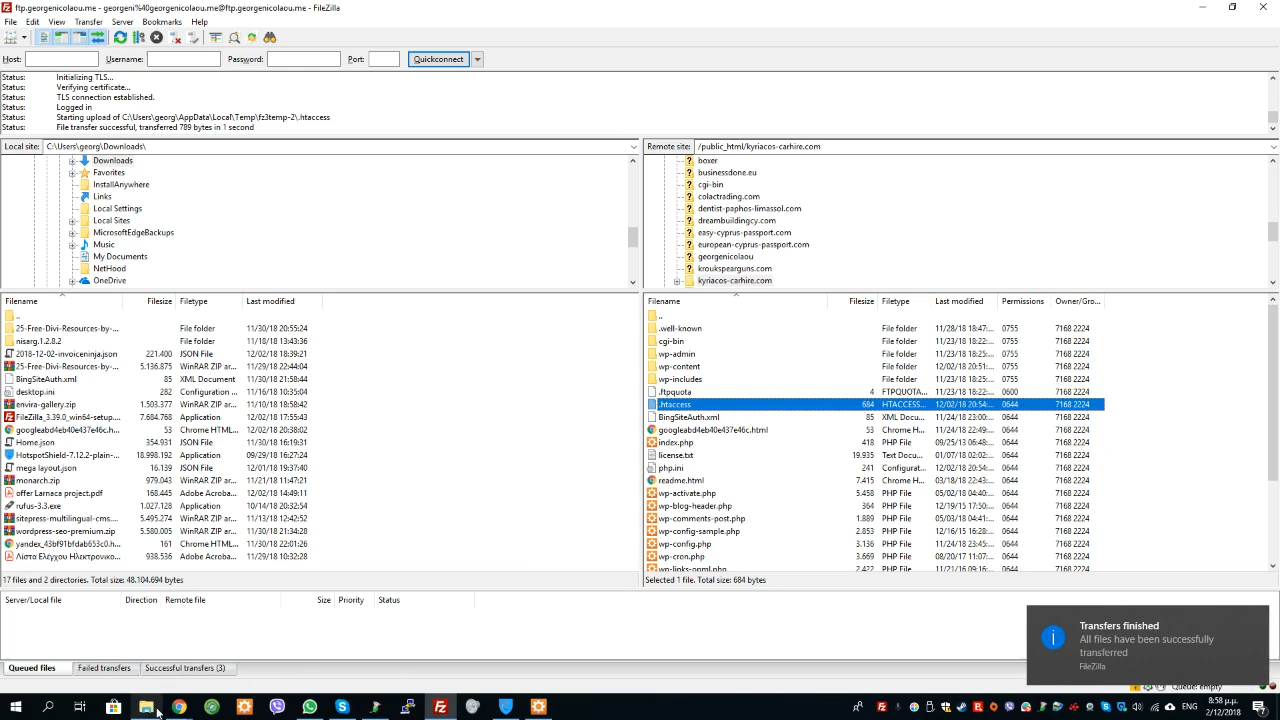 ftp.georgenicolaou.me - georgeni%40georgenicolaou.me@ftp.georgenicolaou.me - FileZilla
File Edit View Transfer Server Bookmarks Help
Host: Username: Password: Port: Quickconnect
Status: Initializing TLS...
Status: Verifying certificate...
Status: TLS connection established.
Status: Logged in
Status: Starting upload of C:\Users\georg\AppData\Local\Temp\fz3temp-2\.htaccess
Status: File transfer successful, transferred 789 bytes in 1 second
Local site: C:\Users\georg\Downloads\
Downloads
Favorites
InstallAnywhere
Links
Local Settings
Local Sites
MicrosoftEdgeBackups
Music
My Documents
NetHood
OneDrive
Remote site: /public_html/kyriacos-carhire.com
boxer
businessdone.eu
cgi-bin
colactrading.com
dentist-paphos-limassol.com
dreambuildingcy.com
easy-cyprus-passport.com
european-cyprus-passport.com
georgenicolaou
kroukspearguns.com
kyriacos-carhire.com
Filename Filesize Filetype Last modified
..
25-Free-Divi-Resources-by-... File folder 11/30/18 20:55:24
nisarg.1.2.8.2 File folder 11/18/18 13:43:36
2018-12-02-invoiceninja.json 221.400 JSON File 12/02/18 18:39:21
25-Free-Divi-Resources-by-... 5.136.875 WinRAR ZIP ar... 11/29/18 22:44:04
BingSiteAuth.xml 85 XML Document 11/30/18 21:58:44
desktop.ini 282 Configuration ... 11/16/18 10:35:04
envira-gallery.zip 1.503.377 WinRAR ZIP ar... 11/10/18 18:58:42
FileZilla_3.39.0_win64-setup... 7.684.768 Application 12/02/18 17:55:43
googleabd4eb40e437e46c.h... 53 Chrome HTML... 12/02/18 20:38:02
Home.json 354.931 JSON File 11/30/18 16:19:31
HotspotShield-7.12.2-plain-... 18.998.192 Application 09/29/18 16:27:24
mega layout.json 16.139 JSON File 12/01/18 19:37:40
monarch.zip 979.043 WinRAR ZIP ar... 11/21/18 11:47:21
offer Larnaca project.pdf 168.445 Adobe Acroba... 12/02/18 14:49:11
rufus-3.3.exe 1.027.128 Application 10/14/18 20:32:54
sitepress-multilingual-cms.... 5.495.274 WinRAR ZIP ar... 11/13/18 12:42:52
wordpress-seo-premium.zip 5.580.005 WinRAR ZIP ar... 11/30/18 21:34:28
yandex_43bf91bfdab653c0.h... 161 Chrome HTML... 11/30/18 22:01:26
Λίστα Ελέγχου Ηλεκτρονικο... 938.536 Adobe Acroba... 11/29/18 10:32:28
17 files and 2 directories. Total size: 48.104.694 bytes
Filename Filesize Filetype Last modified Permissions Owner/Gro...
..
.well-known File folder 11/28/18 18:47:... 0755 7168 2224
cgi-bin File folder 11/23/18 18:22:... 0755 7168 2224
wp-admin File folder 11/23/18 18:25:... 0755 7168 2224
wp-content File folder 12/02/18 20:51:... 0755 7168 2224
wp-includes File folder 11/23/18 18:25:... 0755 7168 2224
.ftpquota 4 FTPQUOTA... 11/23/18 18:22:... 0600 7168 2224
.htaccess 684 HTACCESS... 12/02/18 20:54:... 0644 7168 2224
BingSiteAuth.xml 85 XML Docu... 11/24/18 23:00:... 0644 7168 2224
googleabd4eb40e437e46c.html 53 Chrome H... 11/24/18 22:49:... 0644 7168 2224
index.php 418 PHP File 09/25/13 06:48:... 0644 7168 2224
license.txt 19.935 Text Docu... 01/07/18 02:02:... 0644 7168 2224
php.ini 241 Configurat... 12/02/18 20:54:... 0644 7168 2224
readme.html 7.415 Chrome H... 03/18/18 22:43:... 0644 7168 2224
wp-activate.php 5.458 PHP File 05/02/18 04:40:... 0644 7168 2224
wp-blog-header.php 364 PHP File 12/19/15 17:50:... 0644 7168 2224
wp-comments-post.php 1.889 PHP File 05/03/18 04:41:... 0644 7168 2224
wp-config-sample.php 2.853 PHP File 12/16/15 16:28:... 0644 7168 2224
wp-config.php 3.136 PHP File 11/24/18 23:45:... 0644 7168 2224
wp-cron.php 3.669 PHP File 08/20/17 11:07:... 0644 7168 2224
wp-links-opml.php 2.422 PHP File 11/21/16 09:16:... 0644 7168 2224
Selected 1 file. Total size: 684 bytes
Server/Local file Direction Remote file Size Priority Status
Queued files Failed transfers Successful transfers (3)
Transfers finished
All files have been successfully
transferred
FileZilla
Queue: empty
8:58 μ.μ.
2/12/2018